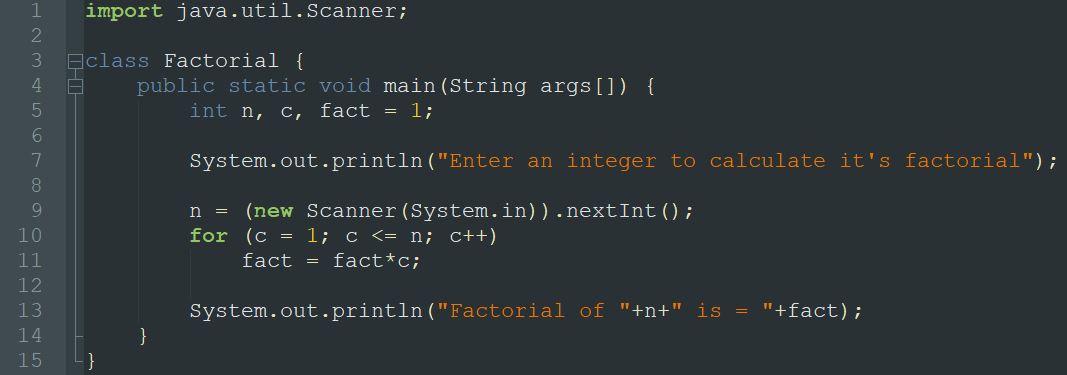 1 import java.util.Scanner;
2
3 class Factorial {
4 public static void main(String args[]) {
5 int n, c, fact = 1;
6
7 System.out.println("Enter an integer to calculate it's factorial");
8
9 n = (new Scanner(System.in)).nextInt();
10 for (c = 1; c <= n; c++)
11 fact = fact*c;
12
13 System.out.println("Factorial of "+n+" is = "+fact);
14 }
15 }